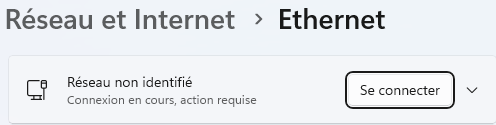 Réseau et Internet > Ethernet
Réseau non identifié
Connexion en cours, action requise
Se connecter